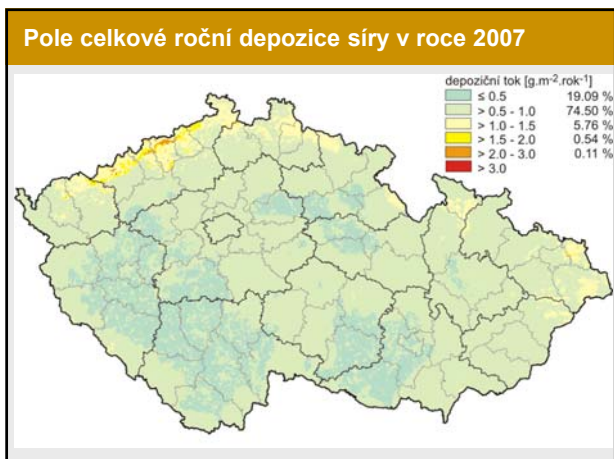 Pole celkové roční depozice síry v roce 2007
depoziční tok [g.m-2.rok-1]
≤ 0.5 19.09 %
> 0.5 - 1.0 74.50 %
> 1.0 - 1.5 5.76 %
> 1.5 - 2.0 0.54 %
> 2.0 - 3.0 0.11 %
> 3.0